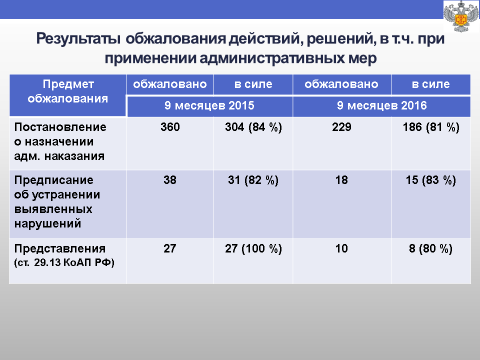 Результаты обжалования действий, решений, в т.ч. при
применении административных мер
Предмет обжалования обжаловано в силе обжаловано в силе
9 месяцев 2015 9 месяцев 2016
Постановление 360 304 (84 %) 229 186 (81 %)
о назначении
адм. наказания
Предписание 38 31 (82 %) 18 15 (83 %)
об устранении
выявленных
нарушений
Представления 27 27 (100 %) 10 8 (80 %)
(ст. 29.13 КоАП РФ)